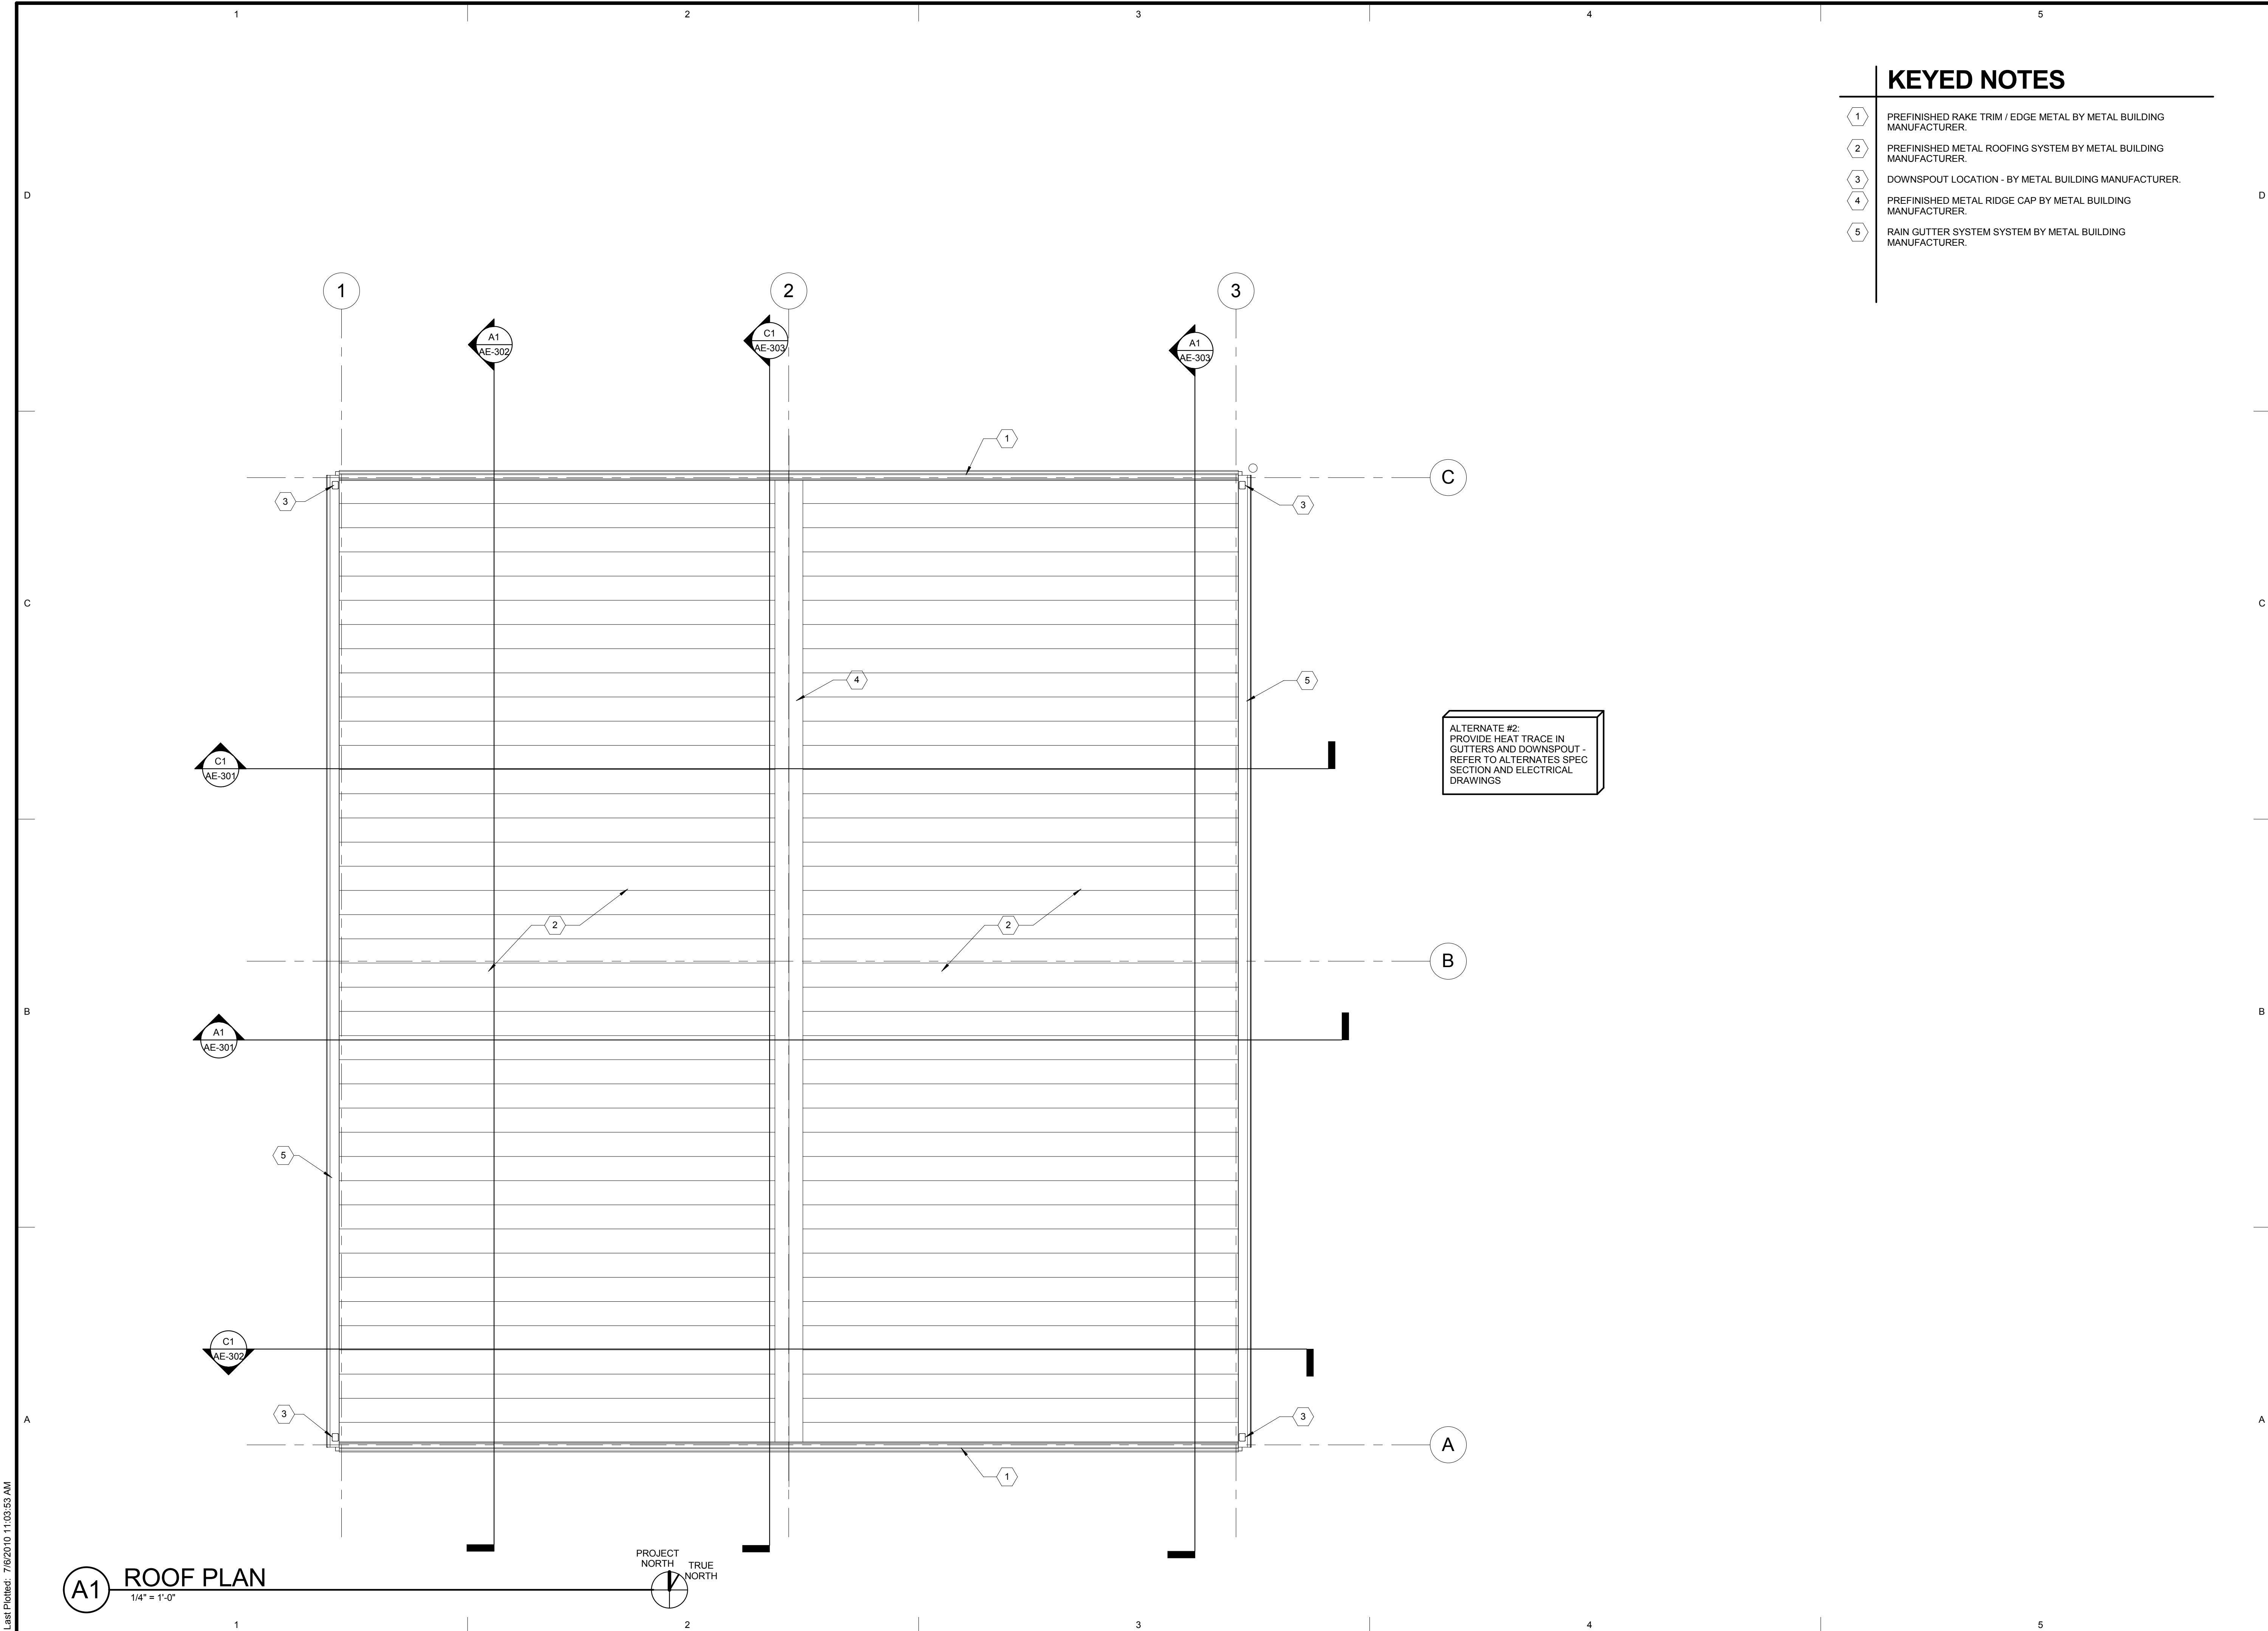 1 2 3 4 5
KEYED NOTES
1 PREFINISHED RAKE TRIM / EDGE METAL BY METAL BUILDING
MANUFACTURER.
2 PREFINISHED METAL ROOFING SYSTEM BY METAL BUILDING
MANUFACTURER.
3 DOWNSPOUT LOCATION - BY METAL BUILDING MANUFACTURER.
4 PREFINISHED METAL RIDGE CAP BY METAL BUILDING
MANUFACTURER.
5 RAIN GUTTER SYSTEM SYSTEM BY METAL BUILDING
MANUFACTURER.
D D
1 2 3
A1
AE-302
C1
AE-303
A1
AE-303
1
C
3 3
C C
4 5
ALTERNATE #2:
PROVIDE HEAT TRACE IN
GUTTERS AND DOWNSPOUT -
REFER TO ALTERNATES SPEC
SECTION AND ELECTRICAL
DRAWINGS
C1
AE-301
2 2
B
B B
A1
AE-301
5
C1
AE-302
3 3
A A
A
1
A1
ROOF PLAN
1/4" = 1'-0"
PROJECT
NORTH
TRUE
NORTH
Last Plotted: 7/6/2010 11:03:53 AM
1 2 3 4 5